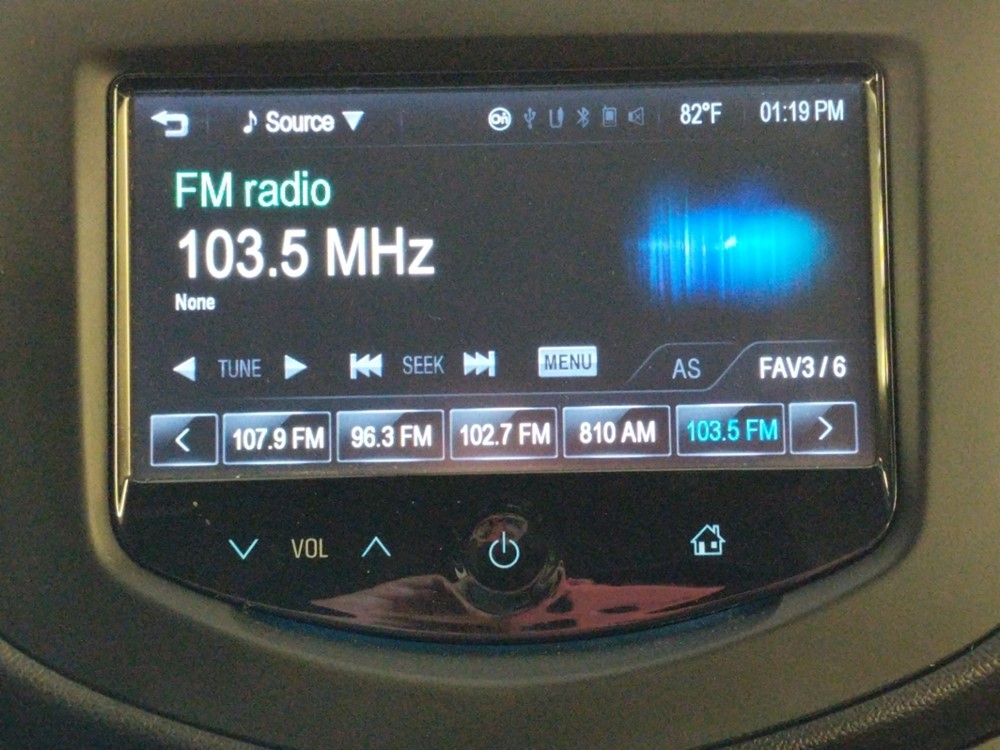 Source On 82°F 01:19 PM
FM radio
103.5 MHz
None
TUNE SEEK MENU AS FAV3 / 6
107.9 FM 96.3 FM 102.7 FM 810 AM 103.5 FM
VOL